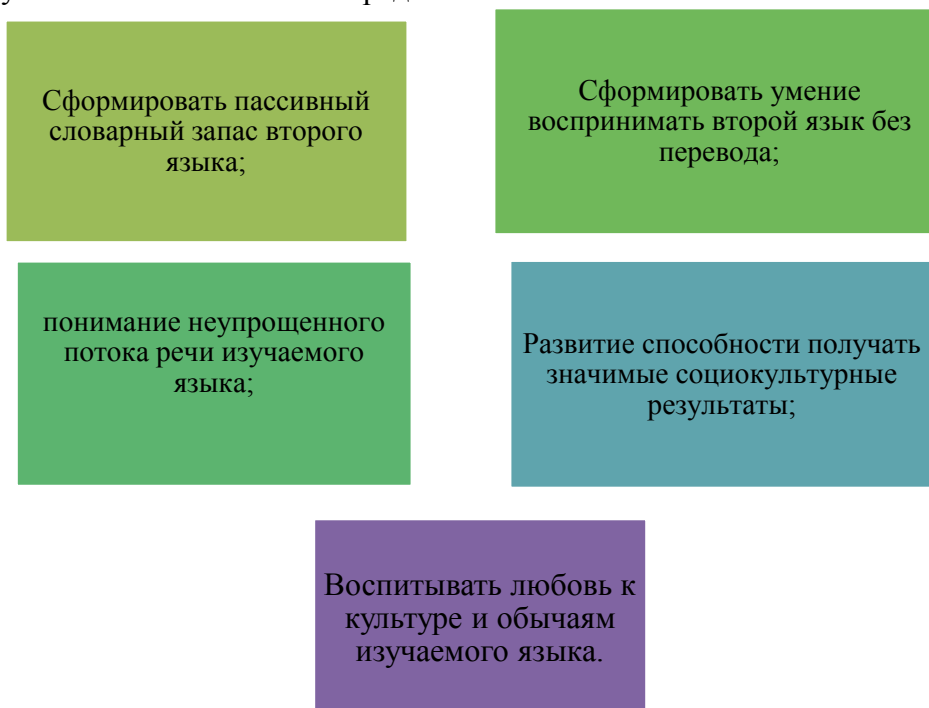 Сформировать пассивный
словарный запас второго
языка;
Сформировать умение
воспринимать второй язык без
перевода;
понимание неупрощенного
потока речи изучаемого
языка;
Развитие способности получать
значимые социокультурные
результаты;
Воспитывать любовь к
культуре и обычаям
изучаемого языка.